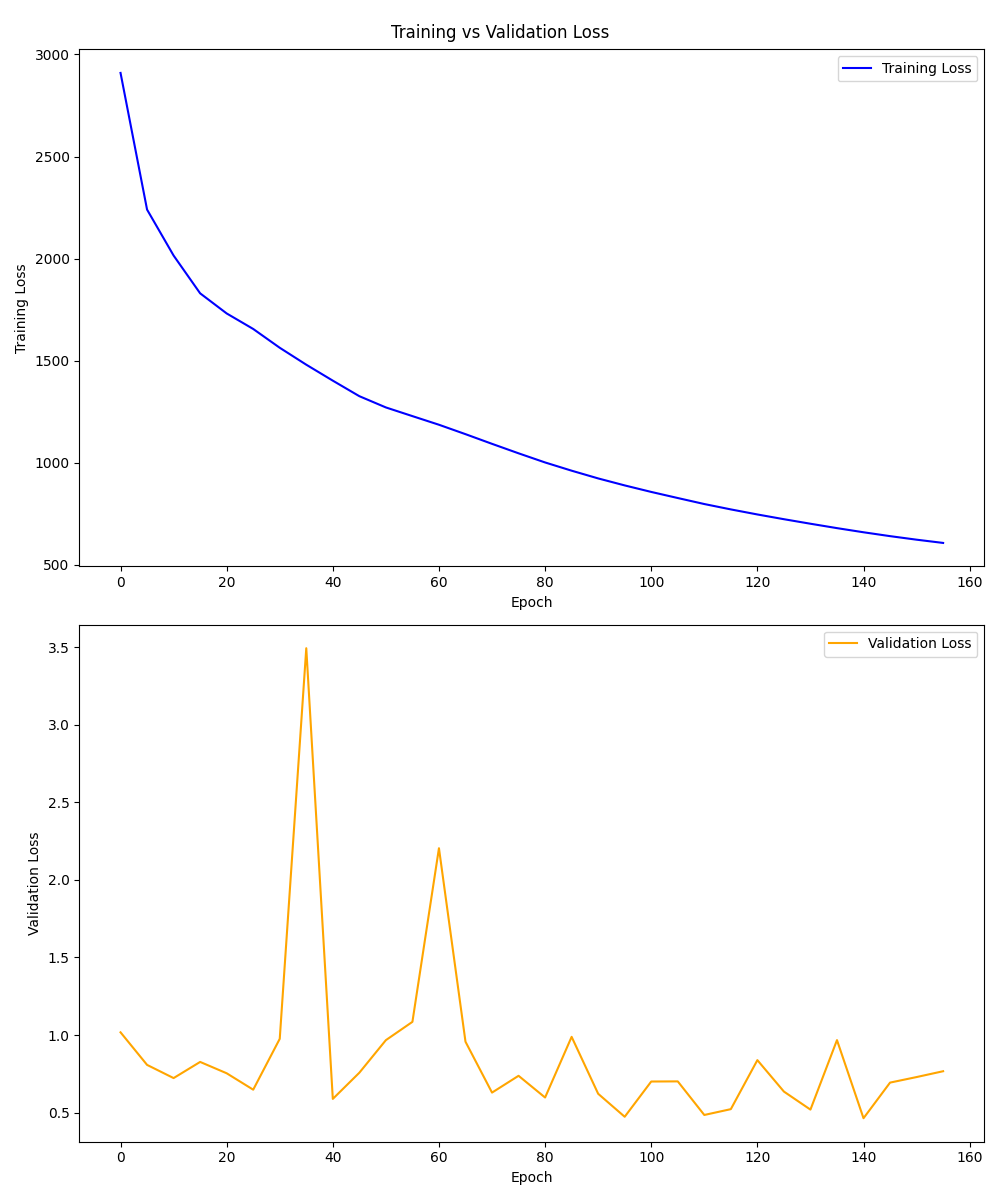 Training vs Validation Loss
3000
2500
2000
1500
1000
500
Training Loss
Training Loss
0 20 40 60 80 100 120 140 160
Epoch
3.5
3.0
2.5
2.0
1.5
1.0
0.5
Validation Loss
Validation Loss
0 20 40 60 80 100 120 140 160
Epoch